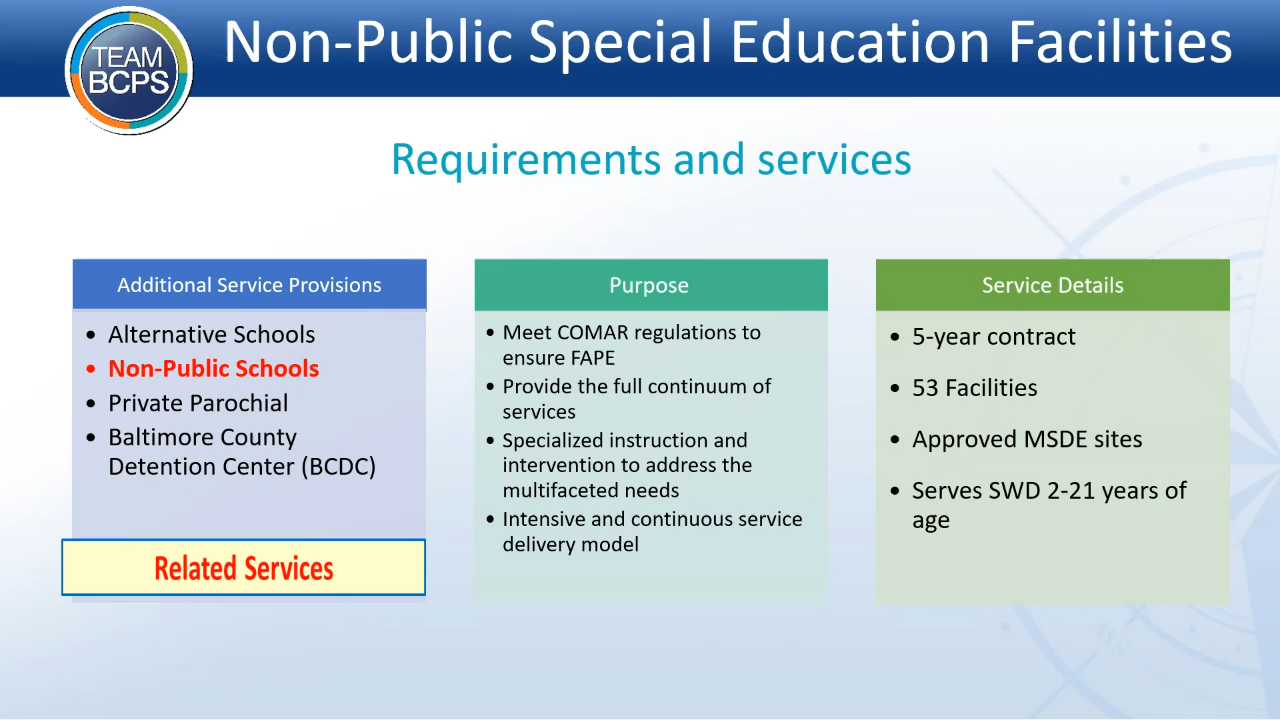 TEAM
BCPS
Non-Public Special Education Facilities
Requirements and services
Additional Service Provisions
• Alternative Schools
• Non-Public Schools
• Private Parochial
• Baltimore County
Detention Center (BCDC)
Related Services
Purpose
• Meet COMAR regulations to
ensure FAPE
• Provide the full continuum of
services
• Specialized instruction and
intervention to address the
multifaceted needs
• Intensive and continuous service
delivery model
Service Details
• 5-year contract
• 53 Facilities
• Approved MSDE sites
• Serves SWD 2-21 years of
age